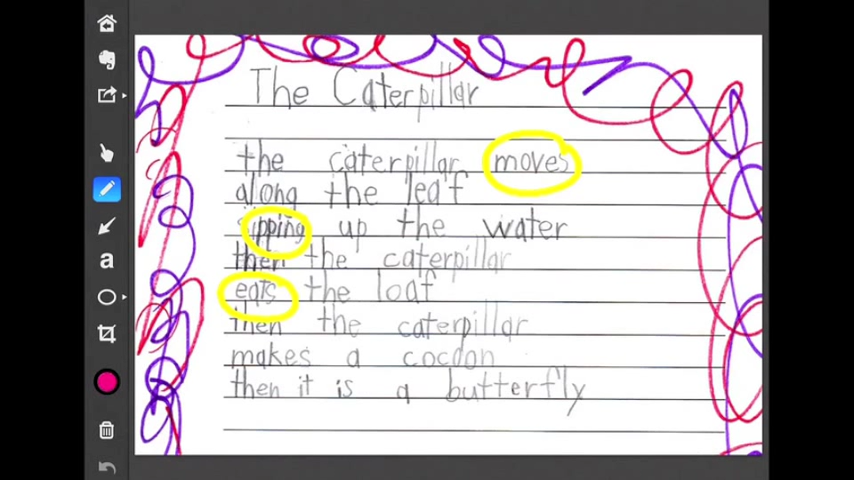 The Caterpillar
the caterpillar moves
along the leaf
sipping up the water
then the caterpillar
eats the loaf
then the caterpillar
makes a cocoon
then it is a butterfly
a